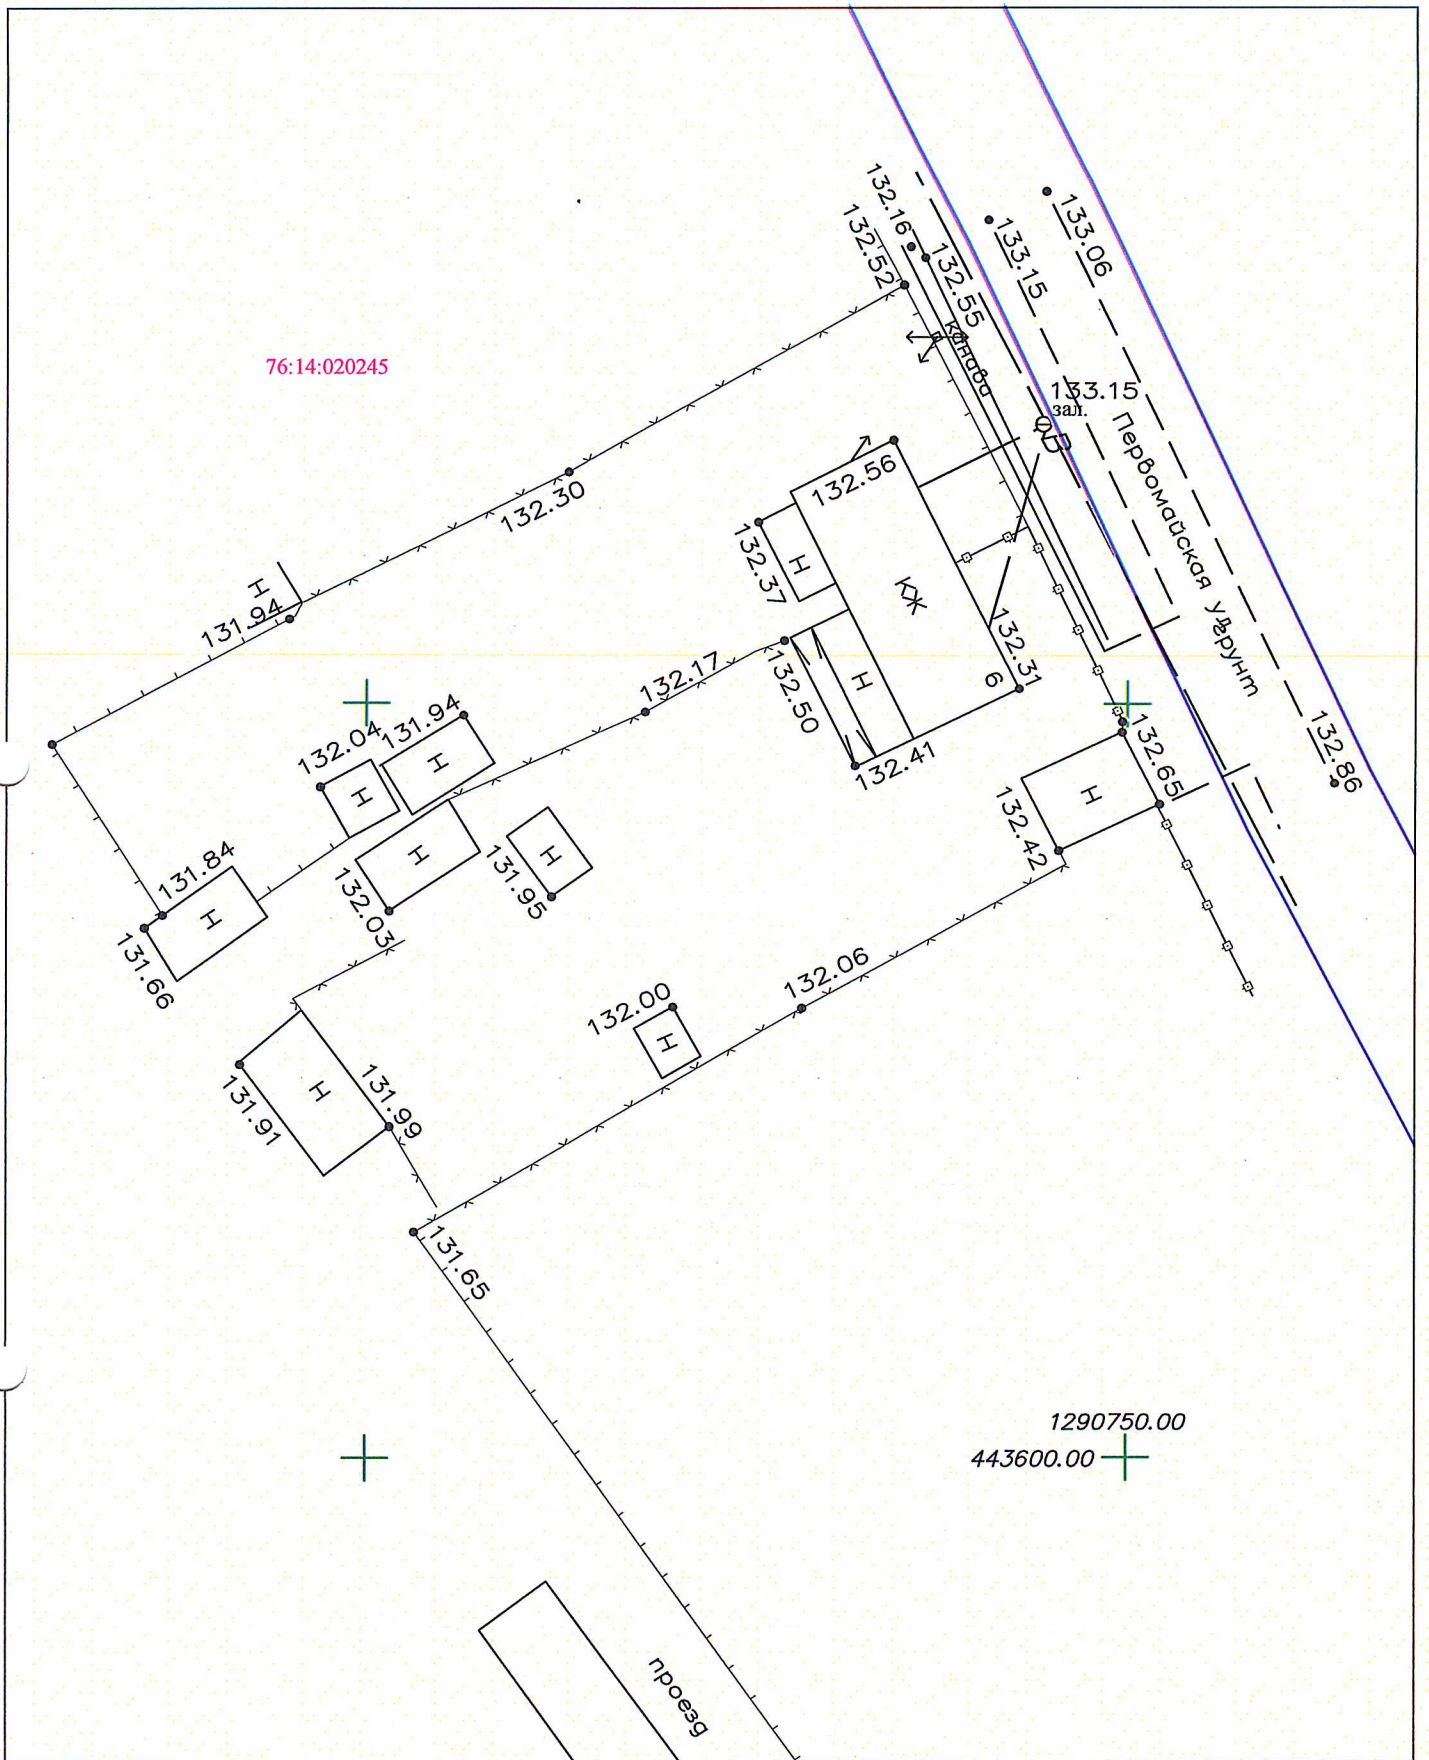 132.16
132.52
132.55
133.06
133.15
канава
76:14:020245
133.15
зал.
Первомайская ул.
грунт
132.56
132.30
132.37
Н
КЖ
Н
131.94
132.31
6
132.17
132.50
Н
132.41
131.94
132.04
Н
Н
132.65
132.86
Н
132.42
131.84
Н
131.66
Н
132.03
Н
131.95
132.06
132.00
Н
131.91
Н
131.99
131.65
1290750.00
443600.00
проезд